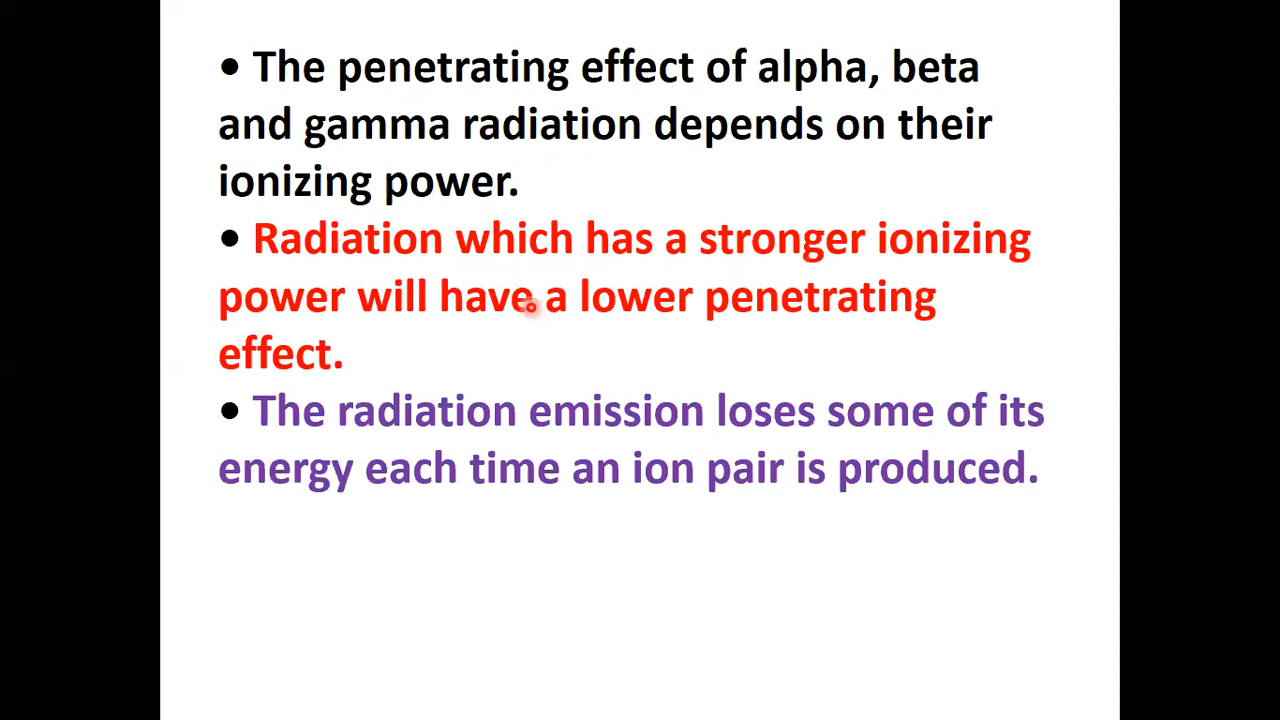 • The penetrating effect of alpha, beta
and gamma radiation depends on their
ionizing power.
• Radiation which has a stronger ionizing
power will have a lower penetrating
effect.
• The radiation emission loses some of its
energy each time an ion pair is produced.